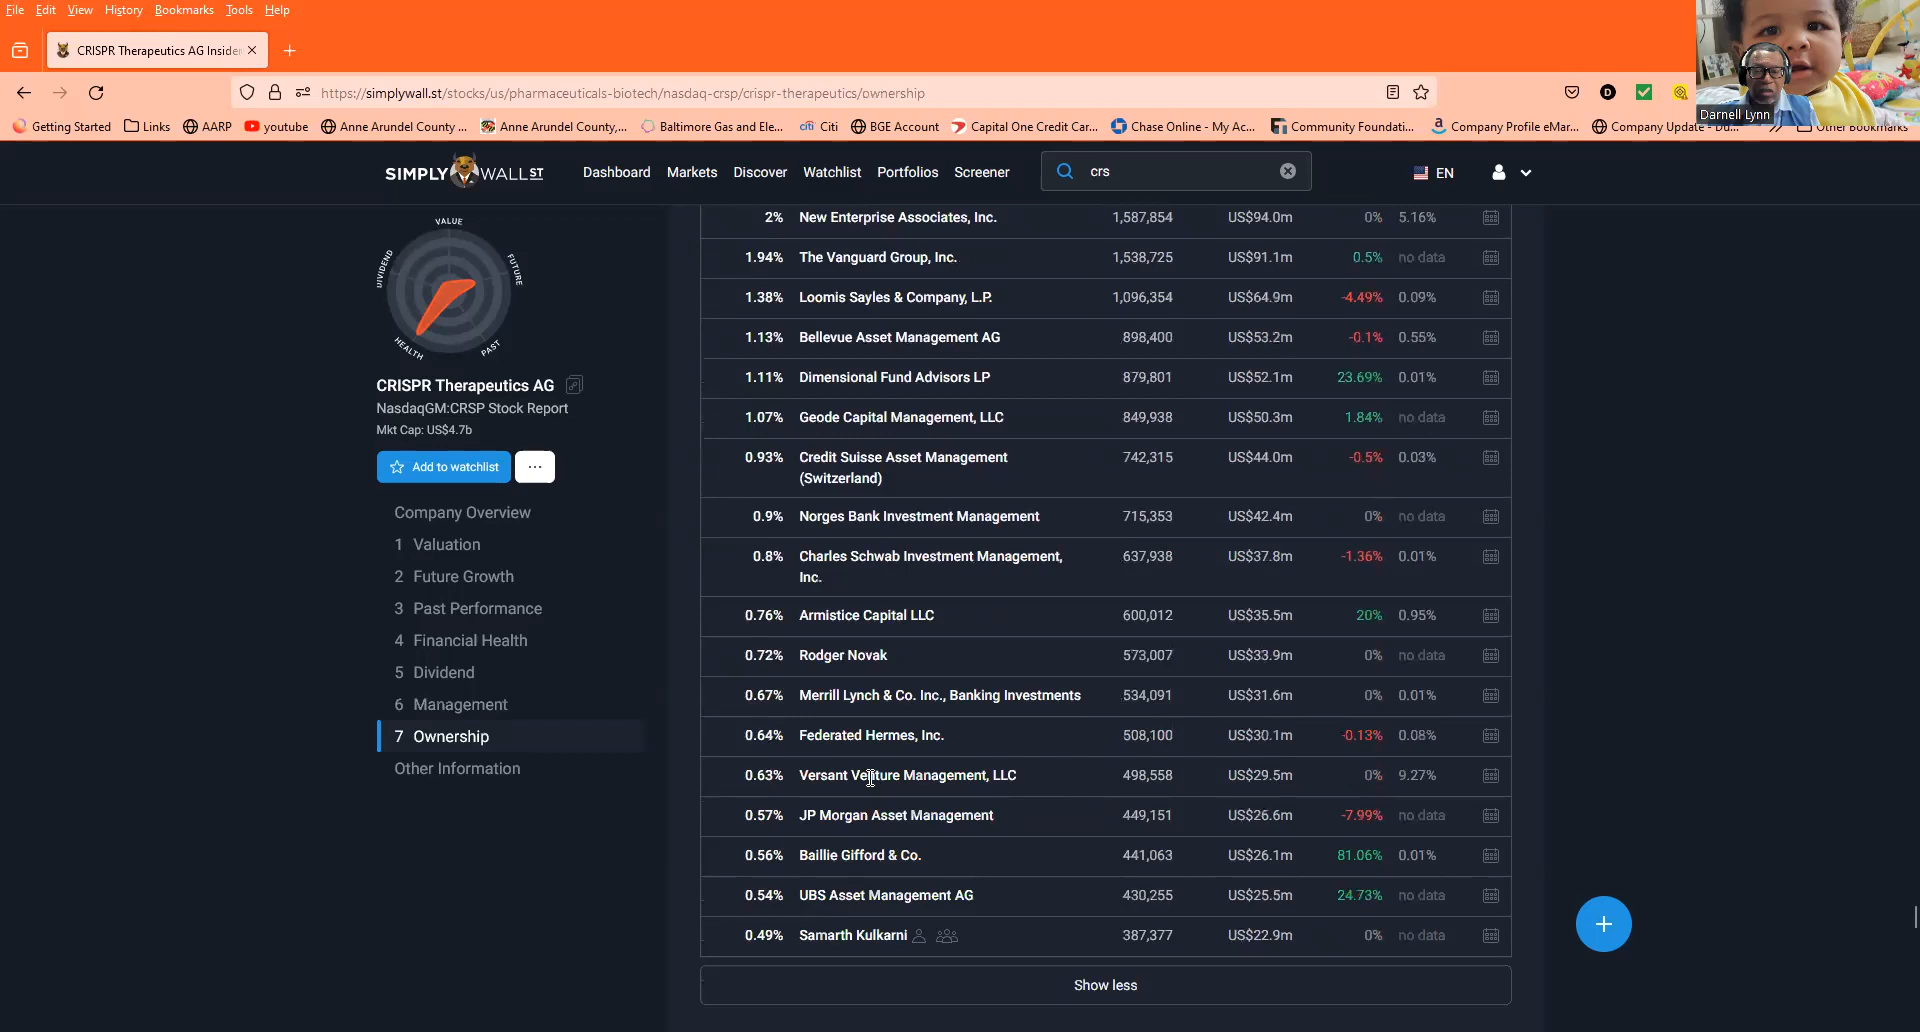 File Edit View History Bookmarks Tools Help
CRISPR Therapeutics AG Inside
https://simplywall.st/stocks/us/pharmaceuticals-biotech/nasdaq-crsp/crispr-therapeutics/ownership
Getting Started Links AARP youtube Anne Arundel County ... Anne Arundel County,... Baltimore Gas and Ele... citi Citi BGE Account Capital One Credit Car... Chase Online - My Ac... Community Foundati... Company Profile eMar... Company Update - Du... Other Bookmarks
Darnell Lynn
SIMPLY WALL ST Dashboard Markets Discover Watchlist Portfolios Screener crs EN
VALUE
FUTURE
PAST
HEALTH
DIVIDEND
CRISPR Therapeutics AG
NasdaqGM:CRSP Stock Report
Mkt Cap: US$4.7b
Add to watchlist ...
Company Overview
1 Valuation
2 Future Growth
3 Past Performance
4 Financial Health
5 Dividend
6 Management
7 Ownership
Other Information
2% New Enterprise Associates, Inc. 1,587,854 US$94.0m 0% 5.16%
1.94% The Vanguard Group, Inc. 1,538,725 US$91.1m 0.5% no data
1.38% Loomis Sayles & Company, L.P. 1,096,354 US$64.9m -4.49% 0.09%
1.13% Bellevue Asset Management AG 898,400 US$53.2m -0.1% 0.55%
1.11% Dimensional Fund Advisors LP 879,801 US$52.1m 23.69% 0.01%
1.07% Geode Capital Management, LLC 849,938 US$50.3m 1.84% no data
0.93% Credit Suisse Asset Management 742,315 US$44.0m -0.5% 0.03%
(Switzerland)
0.9% Norges Bank Investment Management 715,353 US$42.4m 0% no data
0.8% Charles Schwab Investment Management, 637,938 US$37.8m -1.36% 0.01%
Inc.
0.76% Armistice Capital LLC 600,012 US$35.5m 20% 0.95%
0.72% Rodger Novak 573,007 US$33.9m 0% no data
0.67% Merrill Lynch & Co. Inc., Banking Investments 534,091 US$31.6m 0% 0.01%
0.64% Federated Hermes, Inc. 508,100 US$30.1m -0.13% 0.08%
0.63% Versant Venture Management, LLC 498,558 US$29.5m 0% 9.27%
0.57% JP Morgan Asset Management 449,151 US$26.6m -7.99% no data
0.56% Baillie Gifford & Co. 441,063 US$26.1m 81.06% 0.01%
0.54% UBS Asset Management AG 430,255 US$25.5m 24.73% no data
0.49% Samarth Kulkarni 387,377 US$22.9m 0% no data
Show less